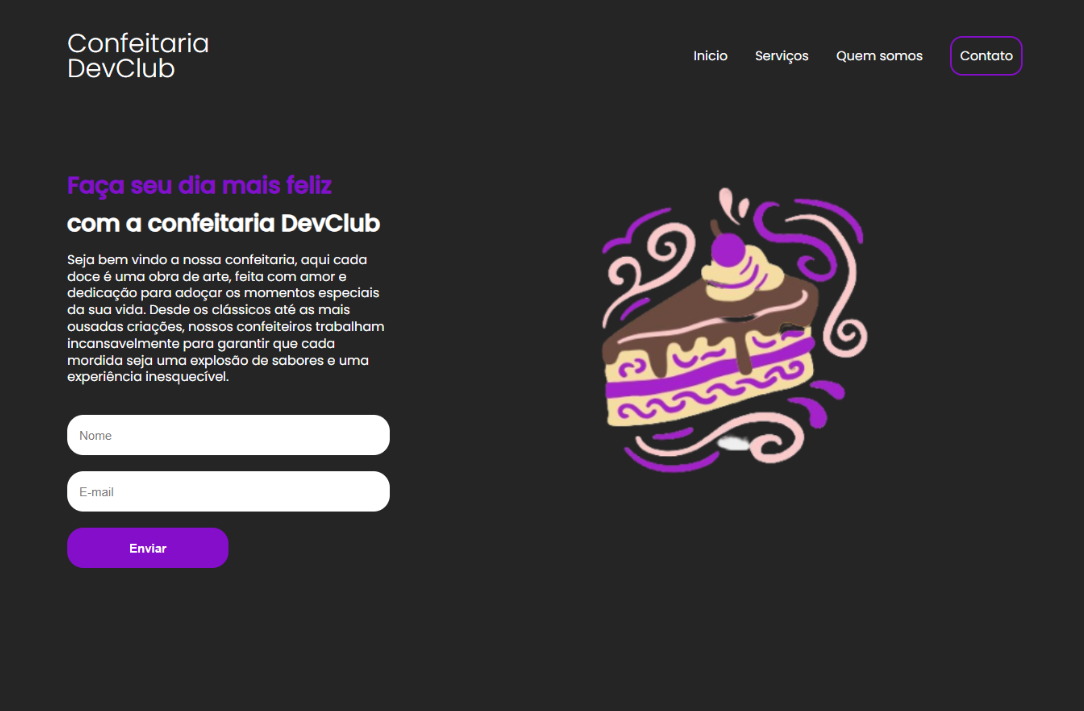 Confeitaria
DevClub
Inicio
Serviços
Quem somos
Contato
Faça seu dia mais feliz
com a confeitaria DevClub
Seja bem vindo a nossa confeitaria, aqui cada
doce é uma obra de arte, feita com amor e
dedicação para adoçar os momentos especiais
da sua vida. Desde os clássicos até as mais
ousadas criações, nossos confeiteiros trabalham
incansavelmente para garantir que cada
mordida seja uma explosão de sabores e uma
experiência inesquecível.
Nome
E-mail
Enviar